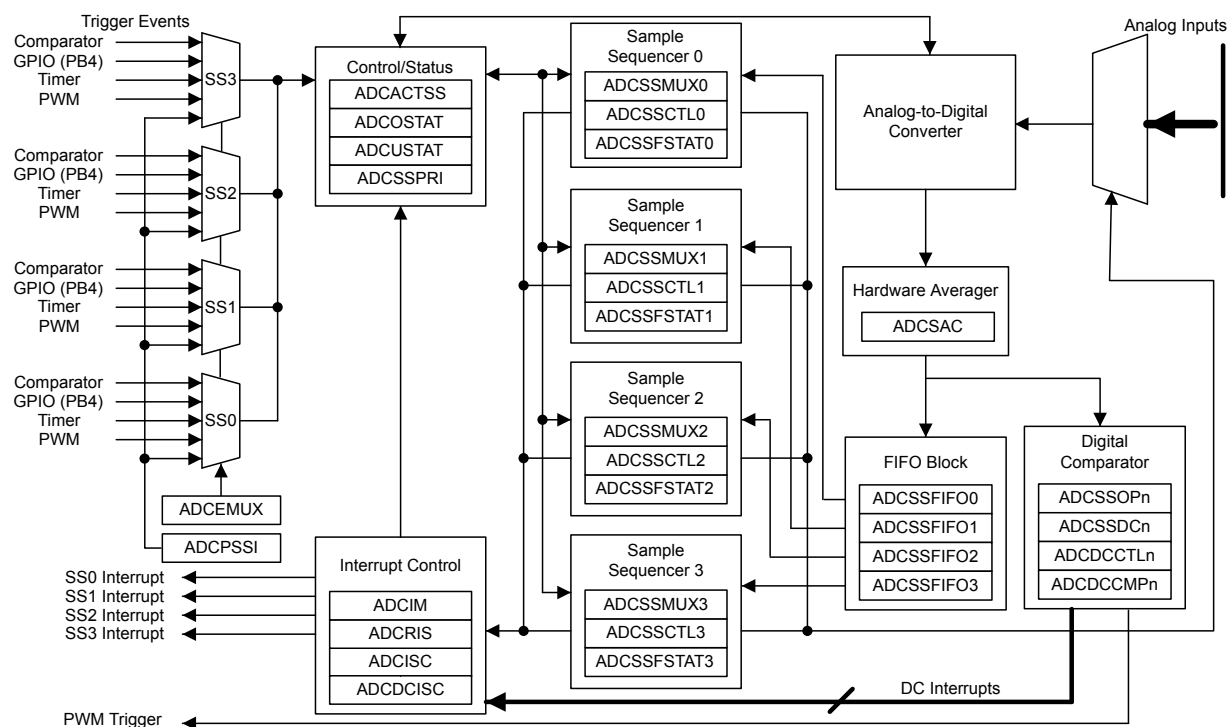 Trigger Events
Comparator
GPIO (PB4)
Timer
PWM
SS3
Comparator
GPIO (PB4)
Timer
PWM
SS2
Comparator
GPIO (PB4)
Timer
PWM
SS1
Comparator
GPIO (PB4)
Timer
PWM
SS0
ADCEMUX
ADCPSSI
SS0 Interrupt
SS1 Interrupt
SS2 Interrupt
SS3 Interrupt
PWM Trigger
Control/Status
ADCACTSS
ADCOSTAT
ADCUSTAT
ADCSSPRI
Interrupt Control
ADCIM
ADCRIS
ADCISC
ADCDCISC
Sample
Sequencer 0
ADCSSMUX0
ADCSSCTL0
ADCSSFSTAT0
Sample
Sequencer 1
ADCSSMUX1
ADCSSCTL1
ADCSSFSTAT1
Sample
Sequencer 2
ADCSSMUX2
ADCSSCTL2
ADCSSFSTAT2
Sample
Sequencer 3
ADCSSMUX3
ADCSSCTL3
ADCSSFSTAT3
Analog-to-Digital
Converter
Analog Inputs
Hardware Averager
ADCSAC
FIFO Block
ADCSSFIFO0
ADCSSFIFO1
ADCSSFIFO2
ADCSSFIFO3
Digital
Comparator
ADCSSOPn
ADCSSDCn
ADCDCCTLn
ADCDCCMPn
DC Interrupts